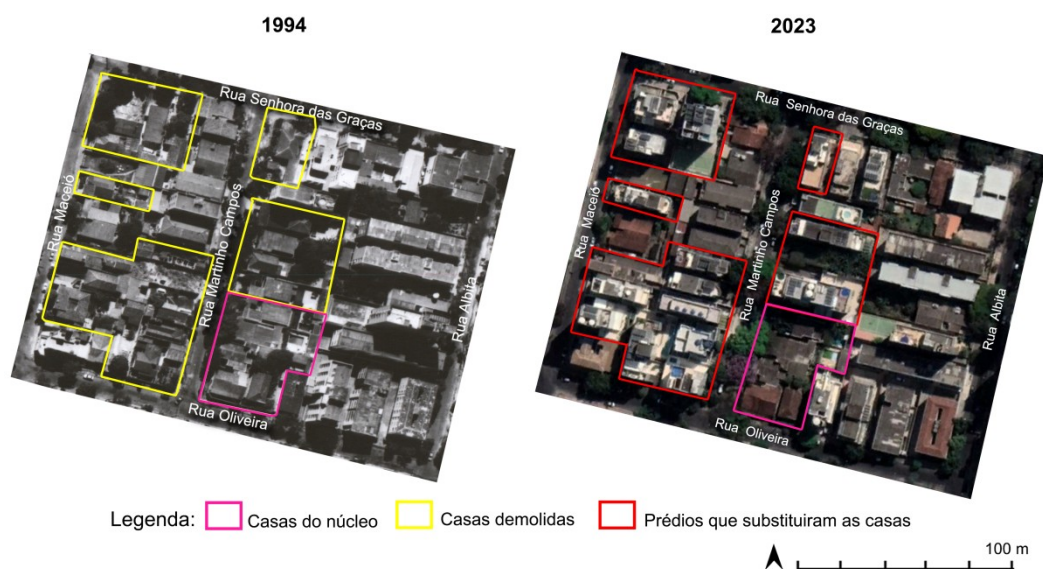 1994
2023
Rua Senhora das Graças
Rua Maceió
Rua Martinho Campos
Rua Albita
Rua Oliveira
Rua Senhora das Graças
Rua Maceió
Rua Martinho Campos
Rua Albita
Rua Oliveira
Legenda: Casas do núcleo Casas demolidas Prédios que substituiram as casas
100 m